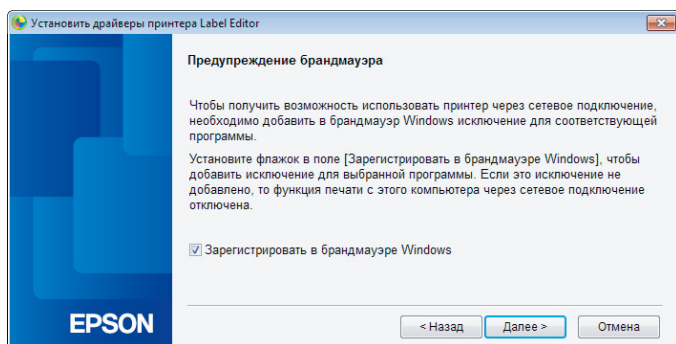 Установить драйверы принтера Label Editor
Предупреждение брандмауэра
Чтобы получить возможность использовать принтер через сетевое подключение,
необходимо добавить в брандмауэр Windows исключение для соответствующей
программы.
Установите флажок в поле [Зарегистрировать в брандмауэре Windows], чтобы
добавить исключение для выбранной программы. Если это исключение не
добавлено, то функция печати с этого компьютера через сетевое подключение
отключена.
Зарегистрировать в брандмауэре Windows
EPSON
< Назад
Далее >
Отмена